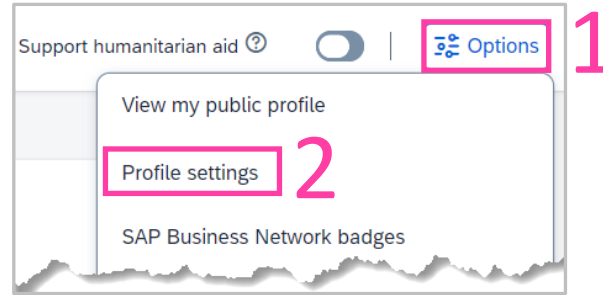 Support humanitarian aid ? | Options 1
View my public profile
Profile settings 2
SAP Business Network badges